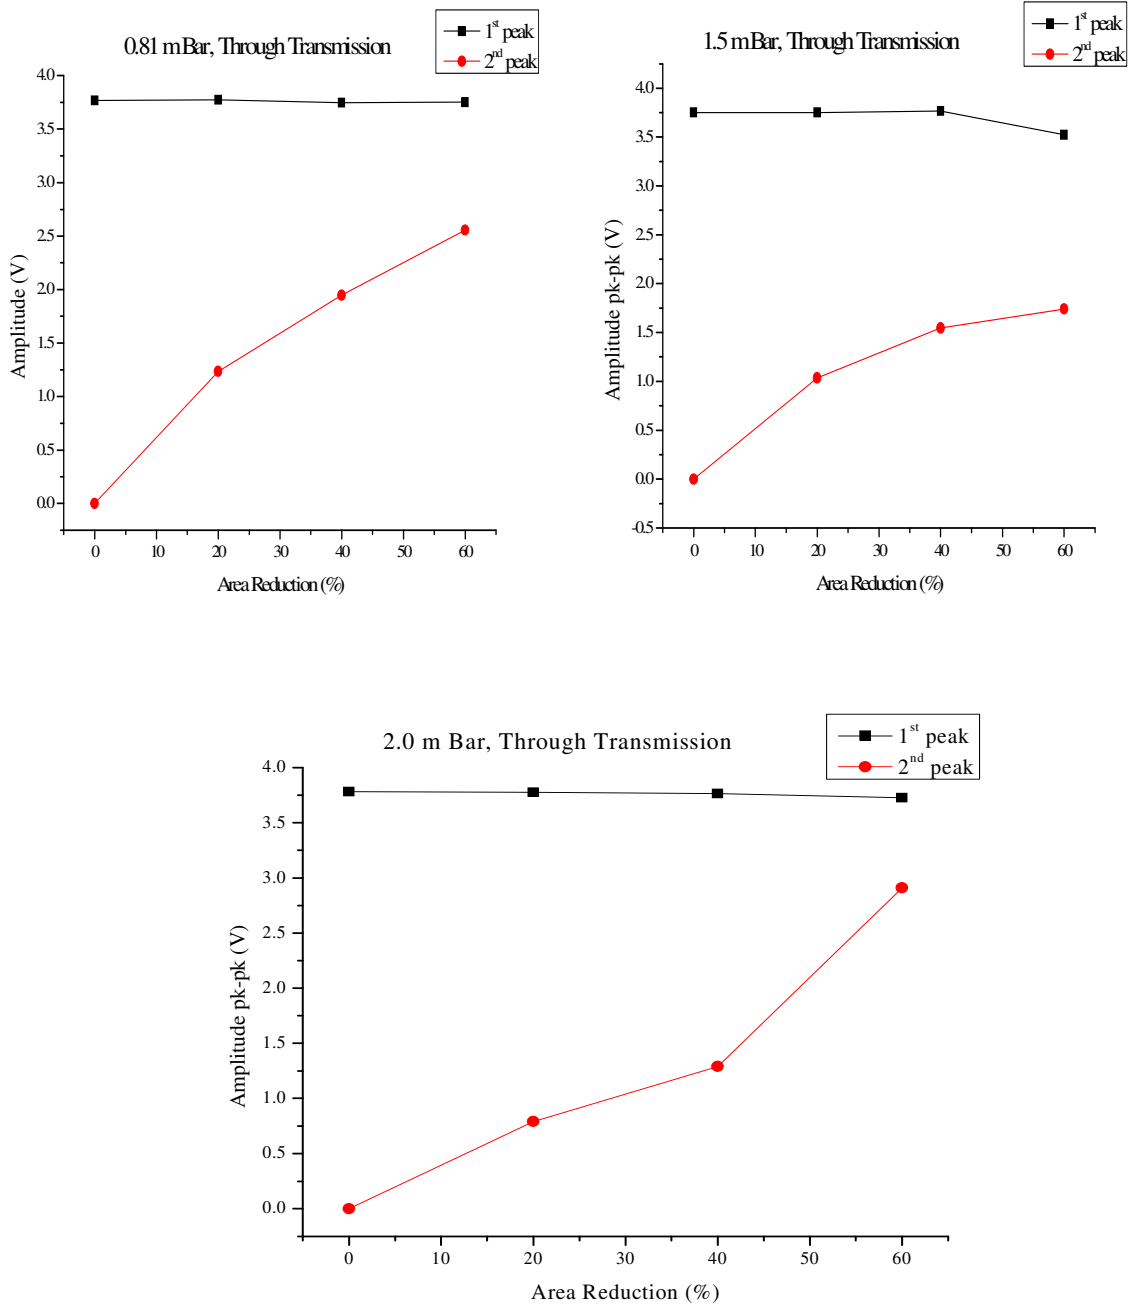 0.81 mBar, Through Transmission
1st peak
2nd peak
4.0
3.5
3.0
2.5
2.0
1.5
1.0
0.5
0.0
Amplitude (V)
0 10 20 30 40 50 60
Area Reduction (%)
1.5 mBar, Through Transmission
1st peak
2nd peak
4.0
3.5
3.0
2.5
2.0
1.5
1.0
0.5
0.0
-0.5
Amplitude pk-pk (V)
0 10 20 30 40 50 60
Area Reduction (%)
2.0 m Bar, Through Transmission
1st peak
2nd peak
4.0
3.5
3.0
2.5
2.0
1.5
1.0
0.5
0.0
Amplitude pk-pk (V)
0 10 20 30 40 50 60
Area Reduction (%)